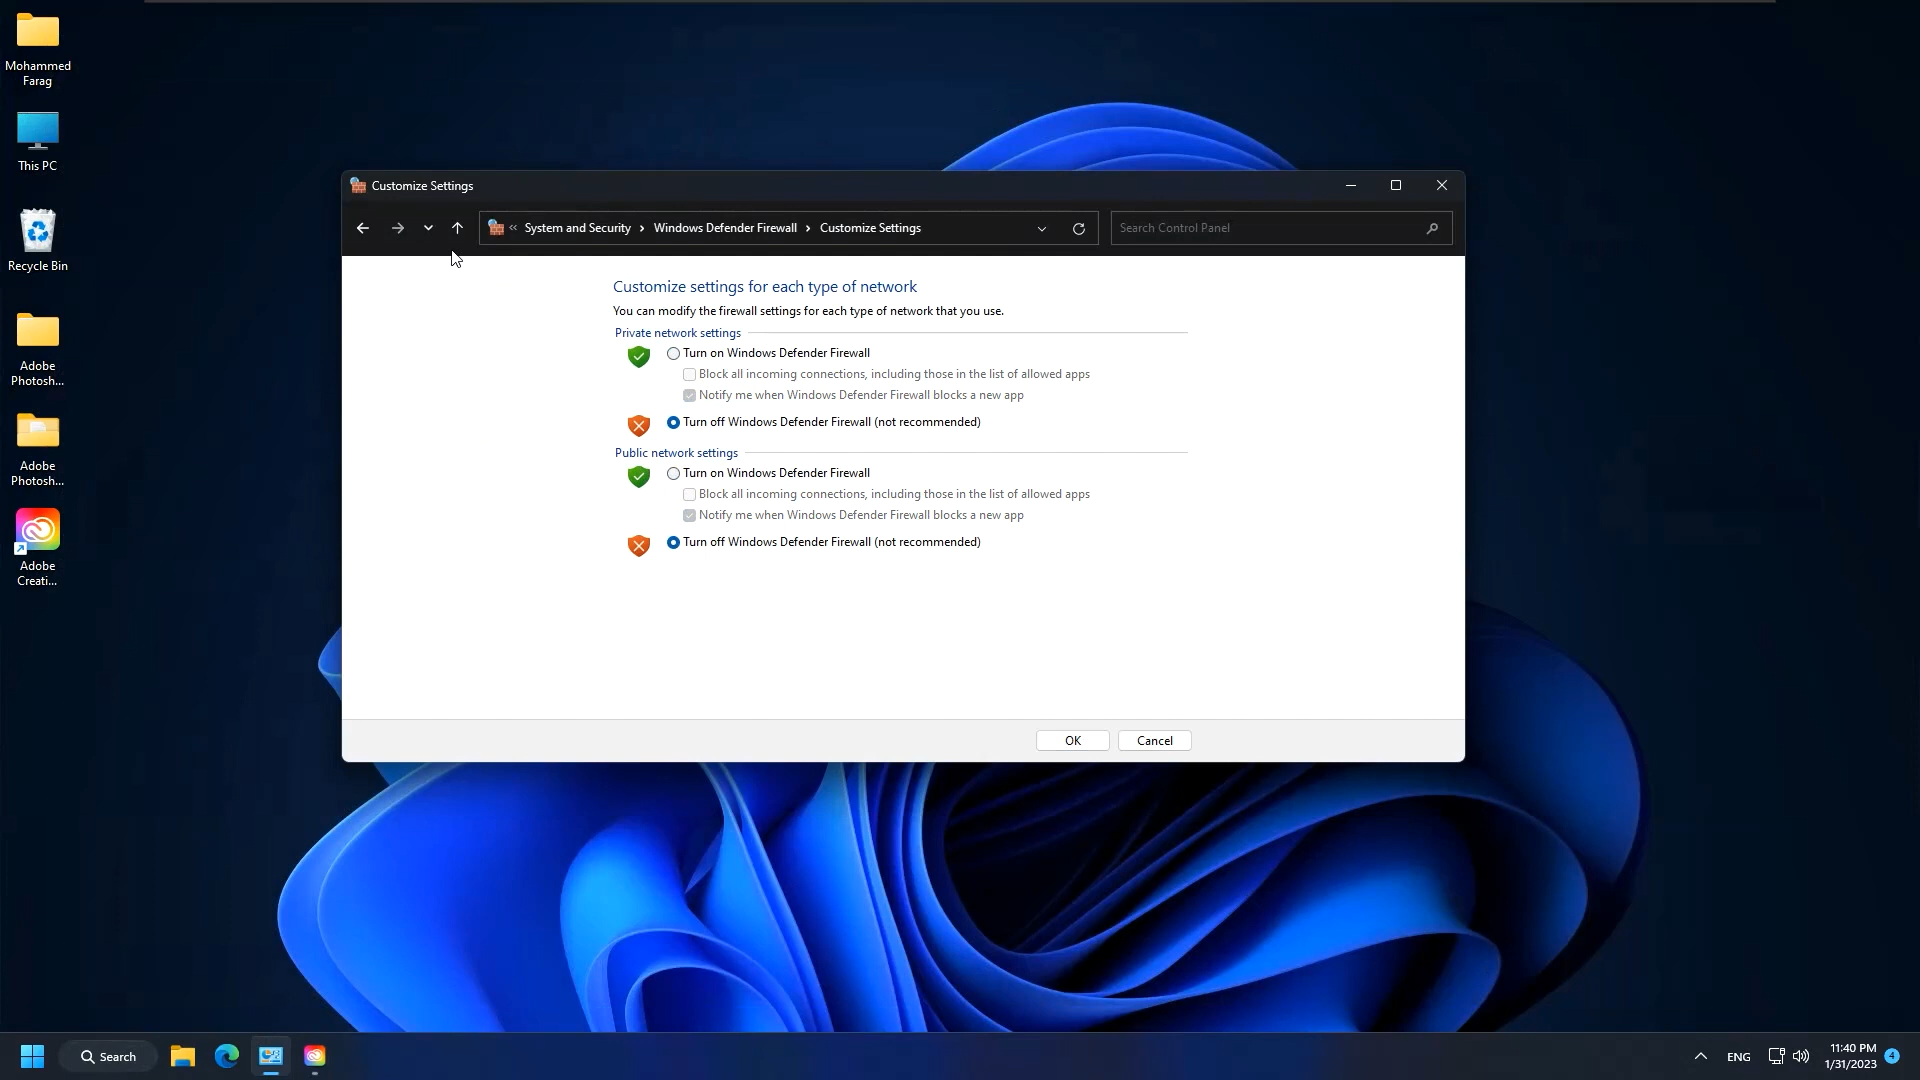 Mohammed
Farag
This PC
Recycle Bin
Adobe
Photosh...
Adobe
Photosh...
Adobe
Creati...
Customize Settings
« System and Security › Windows Defender Firewall › Customize Settings
Search Control Panel
Customize settings for each type of network
You can modify the firewall settings for each type of network that you use.
Private network settings
Turn on Windows Defender Firewall
Block all incoming connections, including those in the list of allowed apps
Notify me when Windows Defender Firewall blocks a new app
Turn off Windows Defender Firewall (not recommended)
Public network settings
Turn on Windows Defender Firewall
Block all incoming connections, including those in the list of allowed apps
Notify me when Windows Defender Firewall blocks a new app
Turn off Windows Defender Firewall (not recommended)
OK
Cancel
Search
ENG
11:40 PM
1/31/2023
4